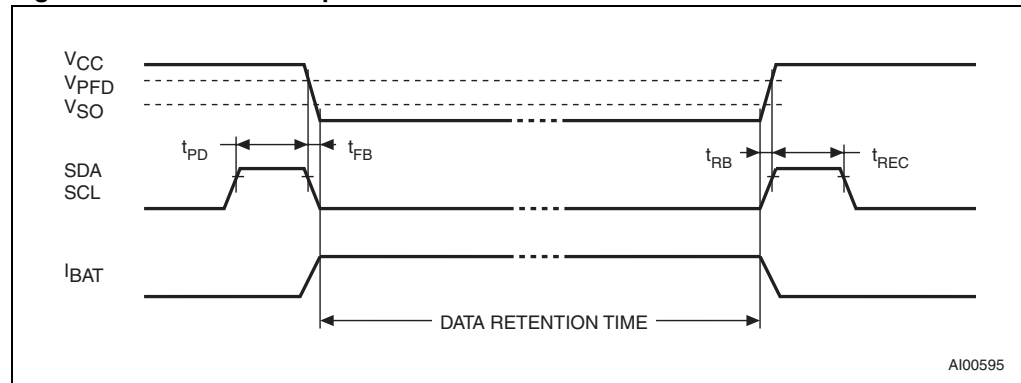 VCC
VPFD
VSO
tPD
tFB
tRB
tREC
SDA
SCL
IBAT
DATA RETENTION TIME
AI00595